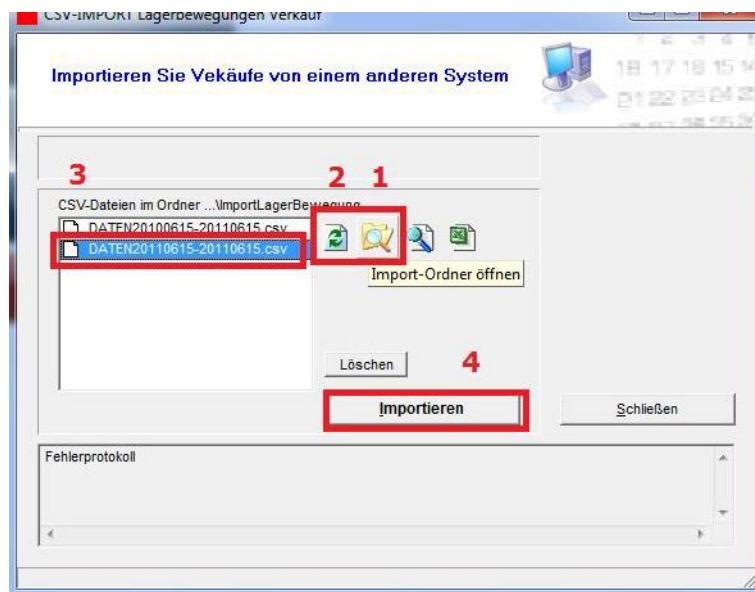 CSV-IMPORT Lagerbewegungen Verkauf
Importieren Sie Vekäufe von einem anderen System
3 2 1
CSV-Dateien im Ordner ...\ImportLagerBewegung
DATEN20100615-20110615.csv
DATEN20110615-20110615.csv
Import-Ordner öffnen
Löschen
4
Importieren
Schließen
Fehlerprotokoll